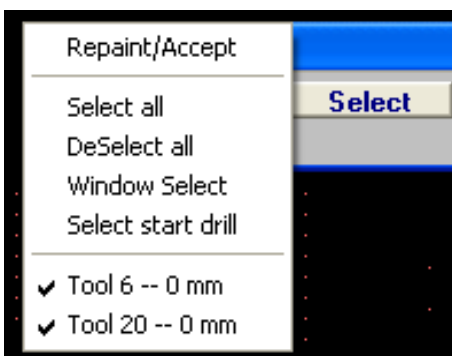 Repaint/Accept
Select all
DeSelect all
Window Select
Select start drill
Tool 6 -- 0 mm
Tool 20 -- 0 mm
Select